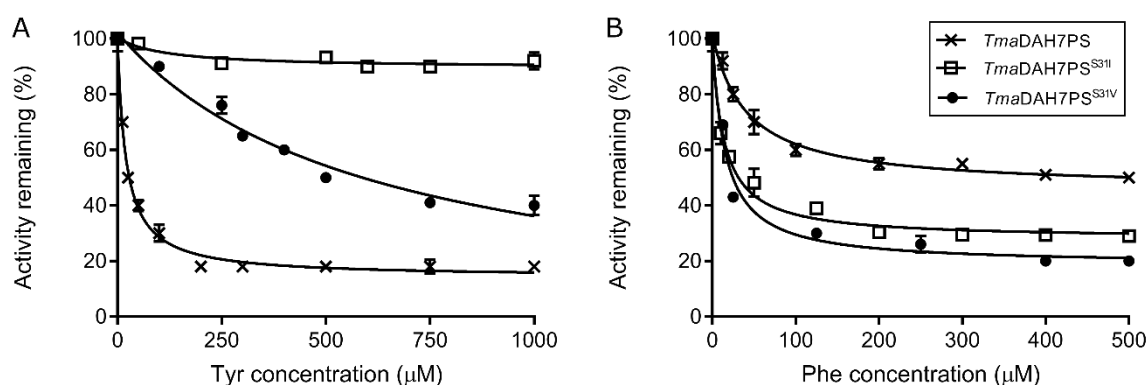 A
Activity remaining (%)
100
80
60
40
20
0
0 250 500 750 1000
Tyr concentration (μM)
B
Activity remaining (%)
100
80
60
40
20
0
0 100 200 300 400 500
Phe concentration (μM)
TmaDAH7PS
TmaDAH7PS^S31I
TmaDAH7PS^S31V